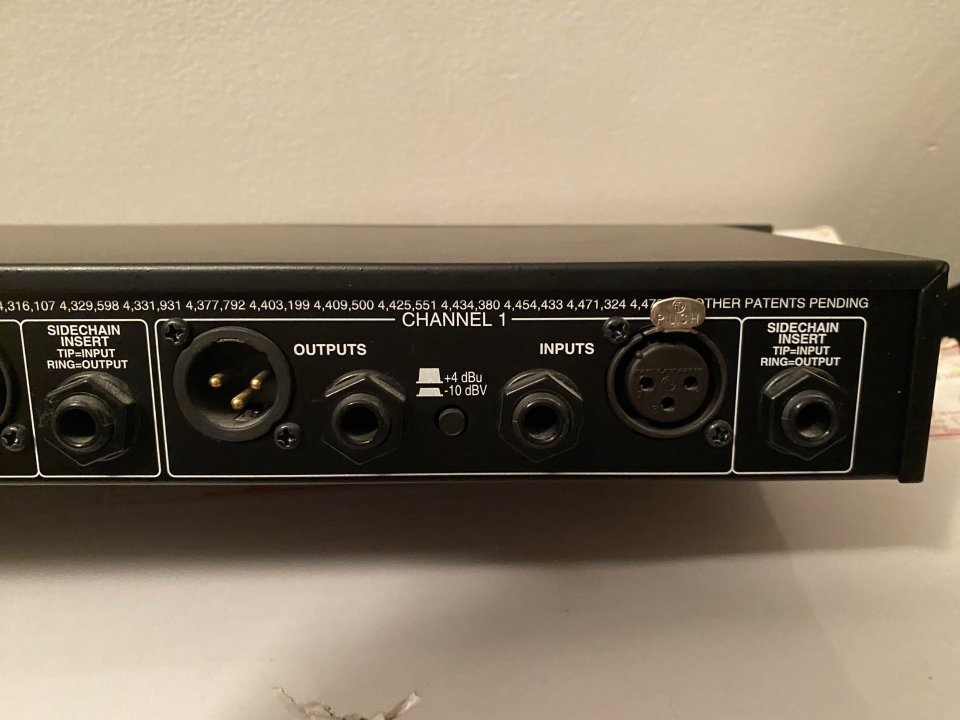 4,316,107 4,329,598 4,331,931 4,377,792 4,403,199 4,409,500 4,425,551 4,434,380 4,454,433 4,471,324 OTHER PATENTS PENDING
CHANNEL 1
SIDECHAIN
INSERT
TIP=INPUT
RING=OUTPUT
OUTPUTS
+4 dBu
-10 dBV
INPUTS
PUSH
SIDECHAIN
INSERT
TIP=INPUT
RING=OUTPUT